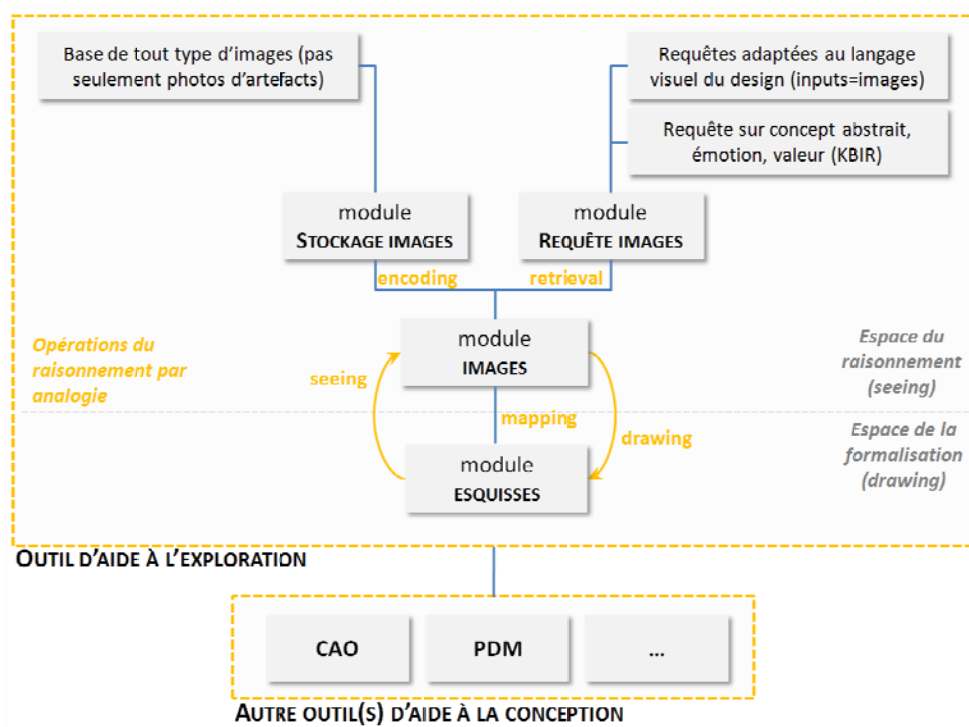 Base de tout type d'images (pas
seulement photos d'artefacts)
Requêtes adaptées au langage
visuel du design (inputs=images)
Requête sur concept abstrait,
émotion, valeur (KBIR)
module
STOCKAGE IMAGES
module
REQUÊTE IMAGES
encoding
retrieval
Opérations du
raisonnement par
analogie
module
IMAGES
Espace du
raisonnement
(seeing)
seeing
mapping
drawing
Espace de la
formalisation
(drawing)
module
ESQUISSES
OUTIL D'AIDE À L'EXPLORATION
CAO
PDM
...
AUTRE OUTIL(S) D'AIDE À LA CONCEPTION